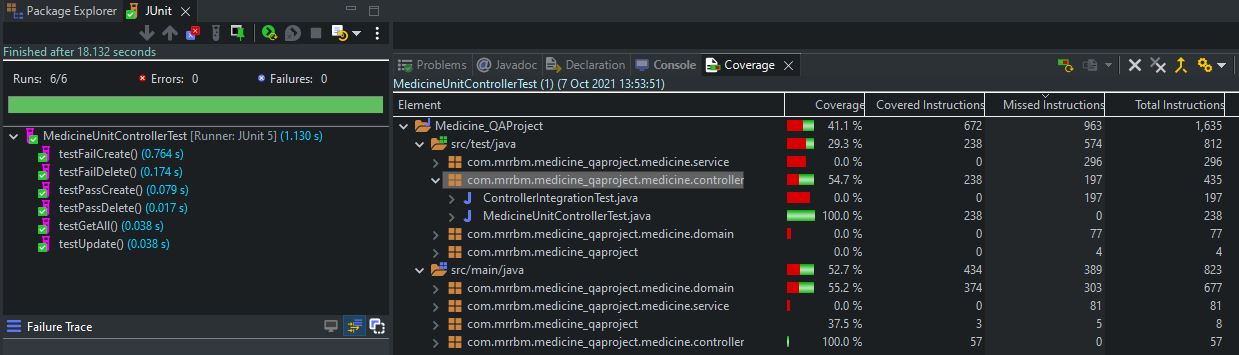 Package Explorer JUnit
Finished after 18.132 seconds
Runs: 6/6 Errors: 0 Failures: 0
MedicineUnitControllerTest [Runner: JUnit 5] (1.130 s)
testFailCreate() (0.764 s)
testFailDelete() (0.174 s)
testPassCreate() (0.079 s)
testPassDelete() (0.017 s)
testGetAll() (0.038 s)
testUpdate() (0.038 s)
Failure Trace
Problems @ Javadoc Declaration Console Coverage
MedicineUnitControllerTest (1) (7 Oct 2021 13:53:51)
Element Coverage Covered Instructions Missed Instructions Total Instructions
Medicine_QAProject 41.1 % 672 963 1,635
src/test/java 29.3 % 238 574 812
com.mrrbm.medicine_qaproject.medicine.service 0.0 % 0 296 296
com.mrrbm.medicine_qaproject.medicine.controller 54.7 % 238 197 435
ControllerIntegrationTest.java 0.0 % 0 197 197
MedicineUnitControllerTest.java 100.0 % 238 0 238
com.mrrbm.medicine_qaproject.medicine.domain 0.0 % 0 77 77
com.mrrbm.medicine_qaproject 0.0 % 0 4 4
src/main/java 52.7 % 434 389 823
com.mrrbm.medicine_qaproject.medicine.domain 55.2 % 374 303 677
com.mrrbm.medicine_qaproject.medicine.service 0.0 % 0 81 81
com.mrrbm.medicine_qaproject 37.5 % 3 5 8
com.mrrbm.medicine_qaproject.medicine.controller 100.0 % 57 0 57